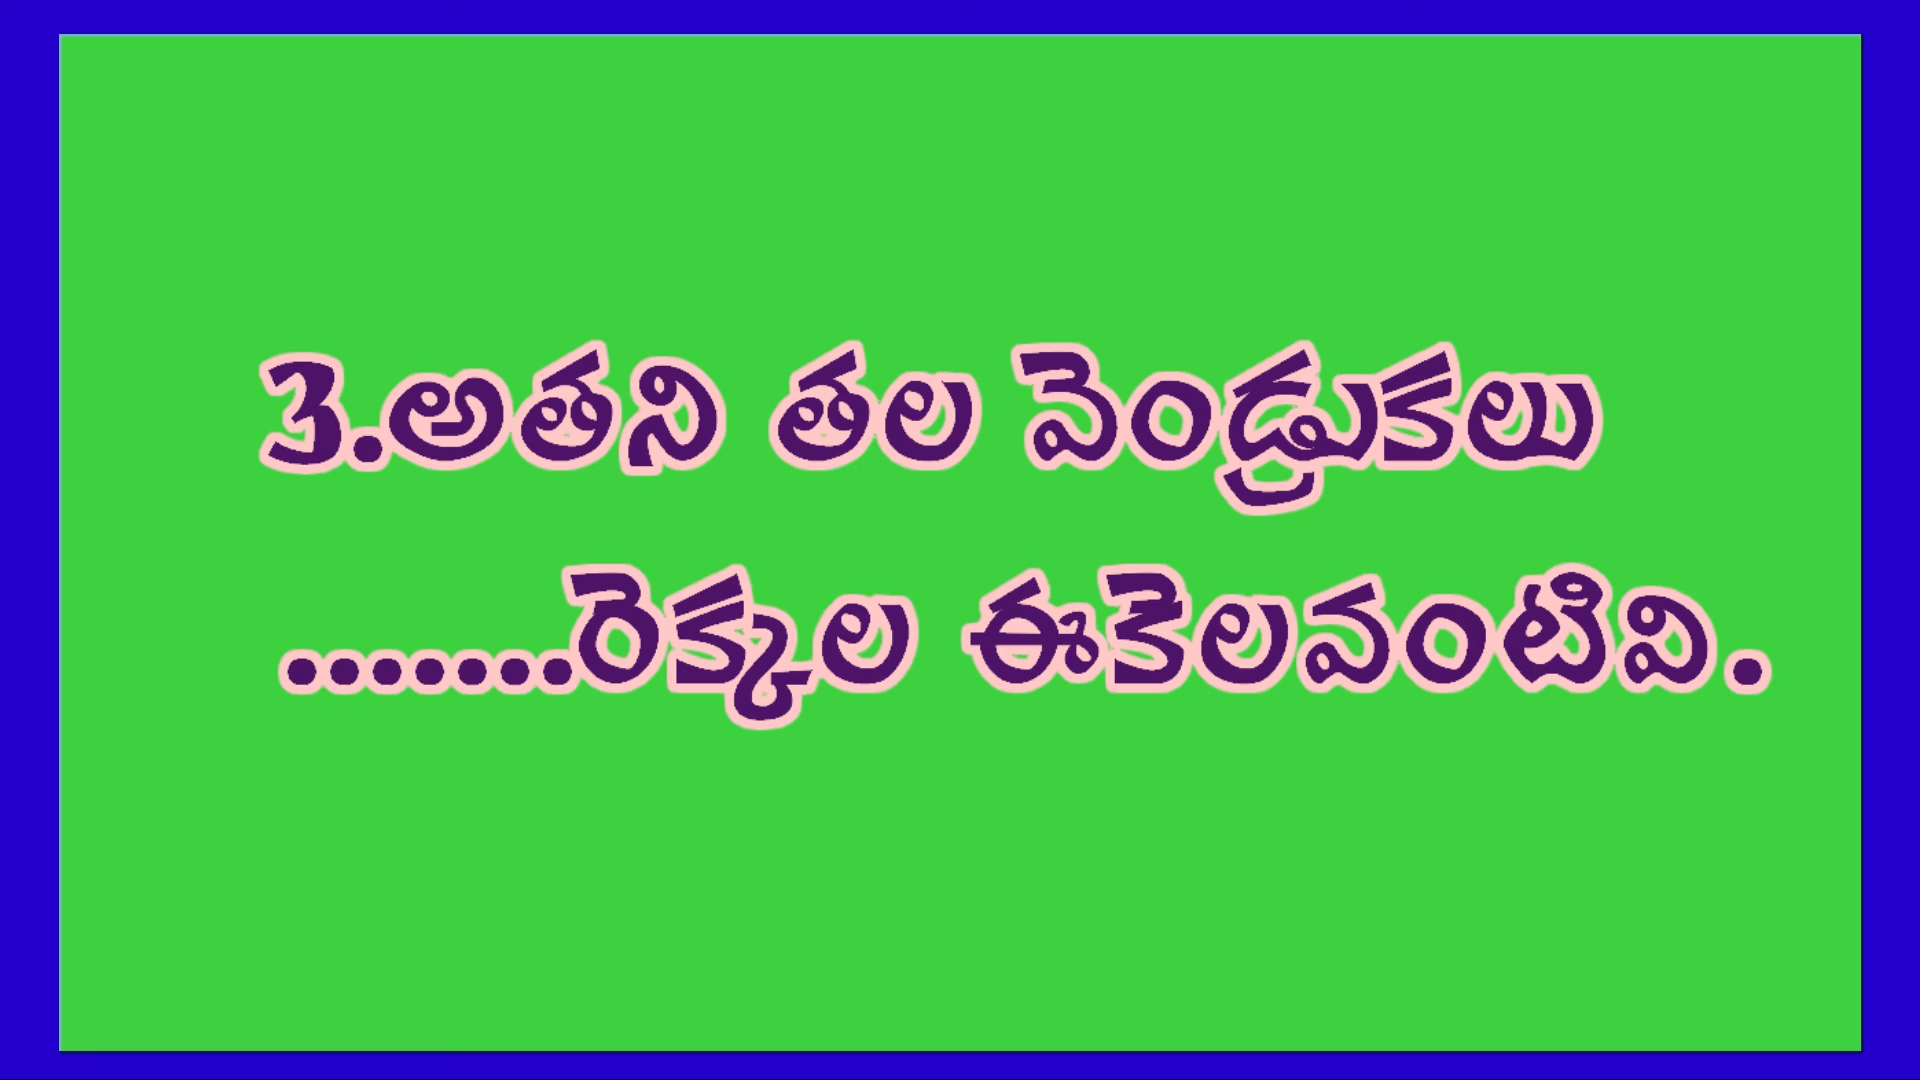 3.అతని తల వెండ్రుకలు
.......రెక్కల ఈకెలవంటివి.